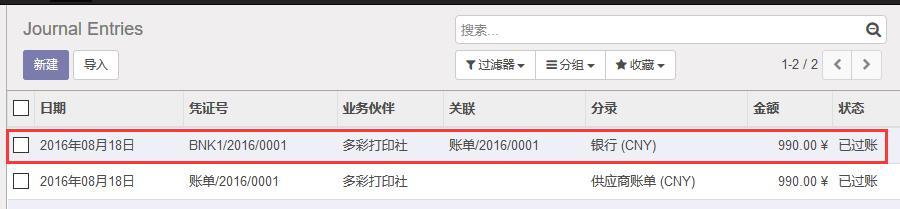 Journal Entries
搜索...
新建 导入 过滤器 分组 收藏 1-2 / 2
日期 凭证号 业务伙伴 关联 分录 金额 状态
2016年08月18日 BNK1/2016/0001 多彩打印社 账单/2016/0001 银行 (CNY) 990.00 ¥ 已过账
2016年08月18日 账单/2016/0001 多彩打印社 供应商账单 (CNY) 990.00 ¥ 已过账